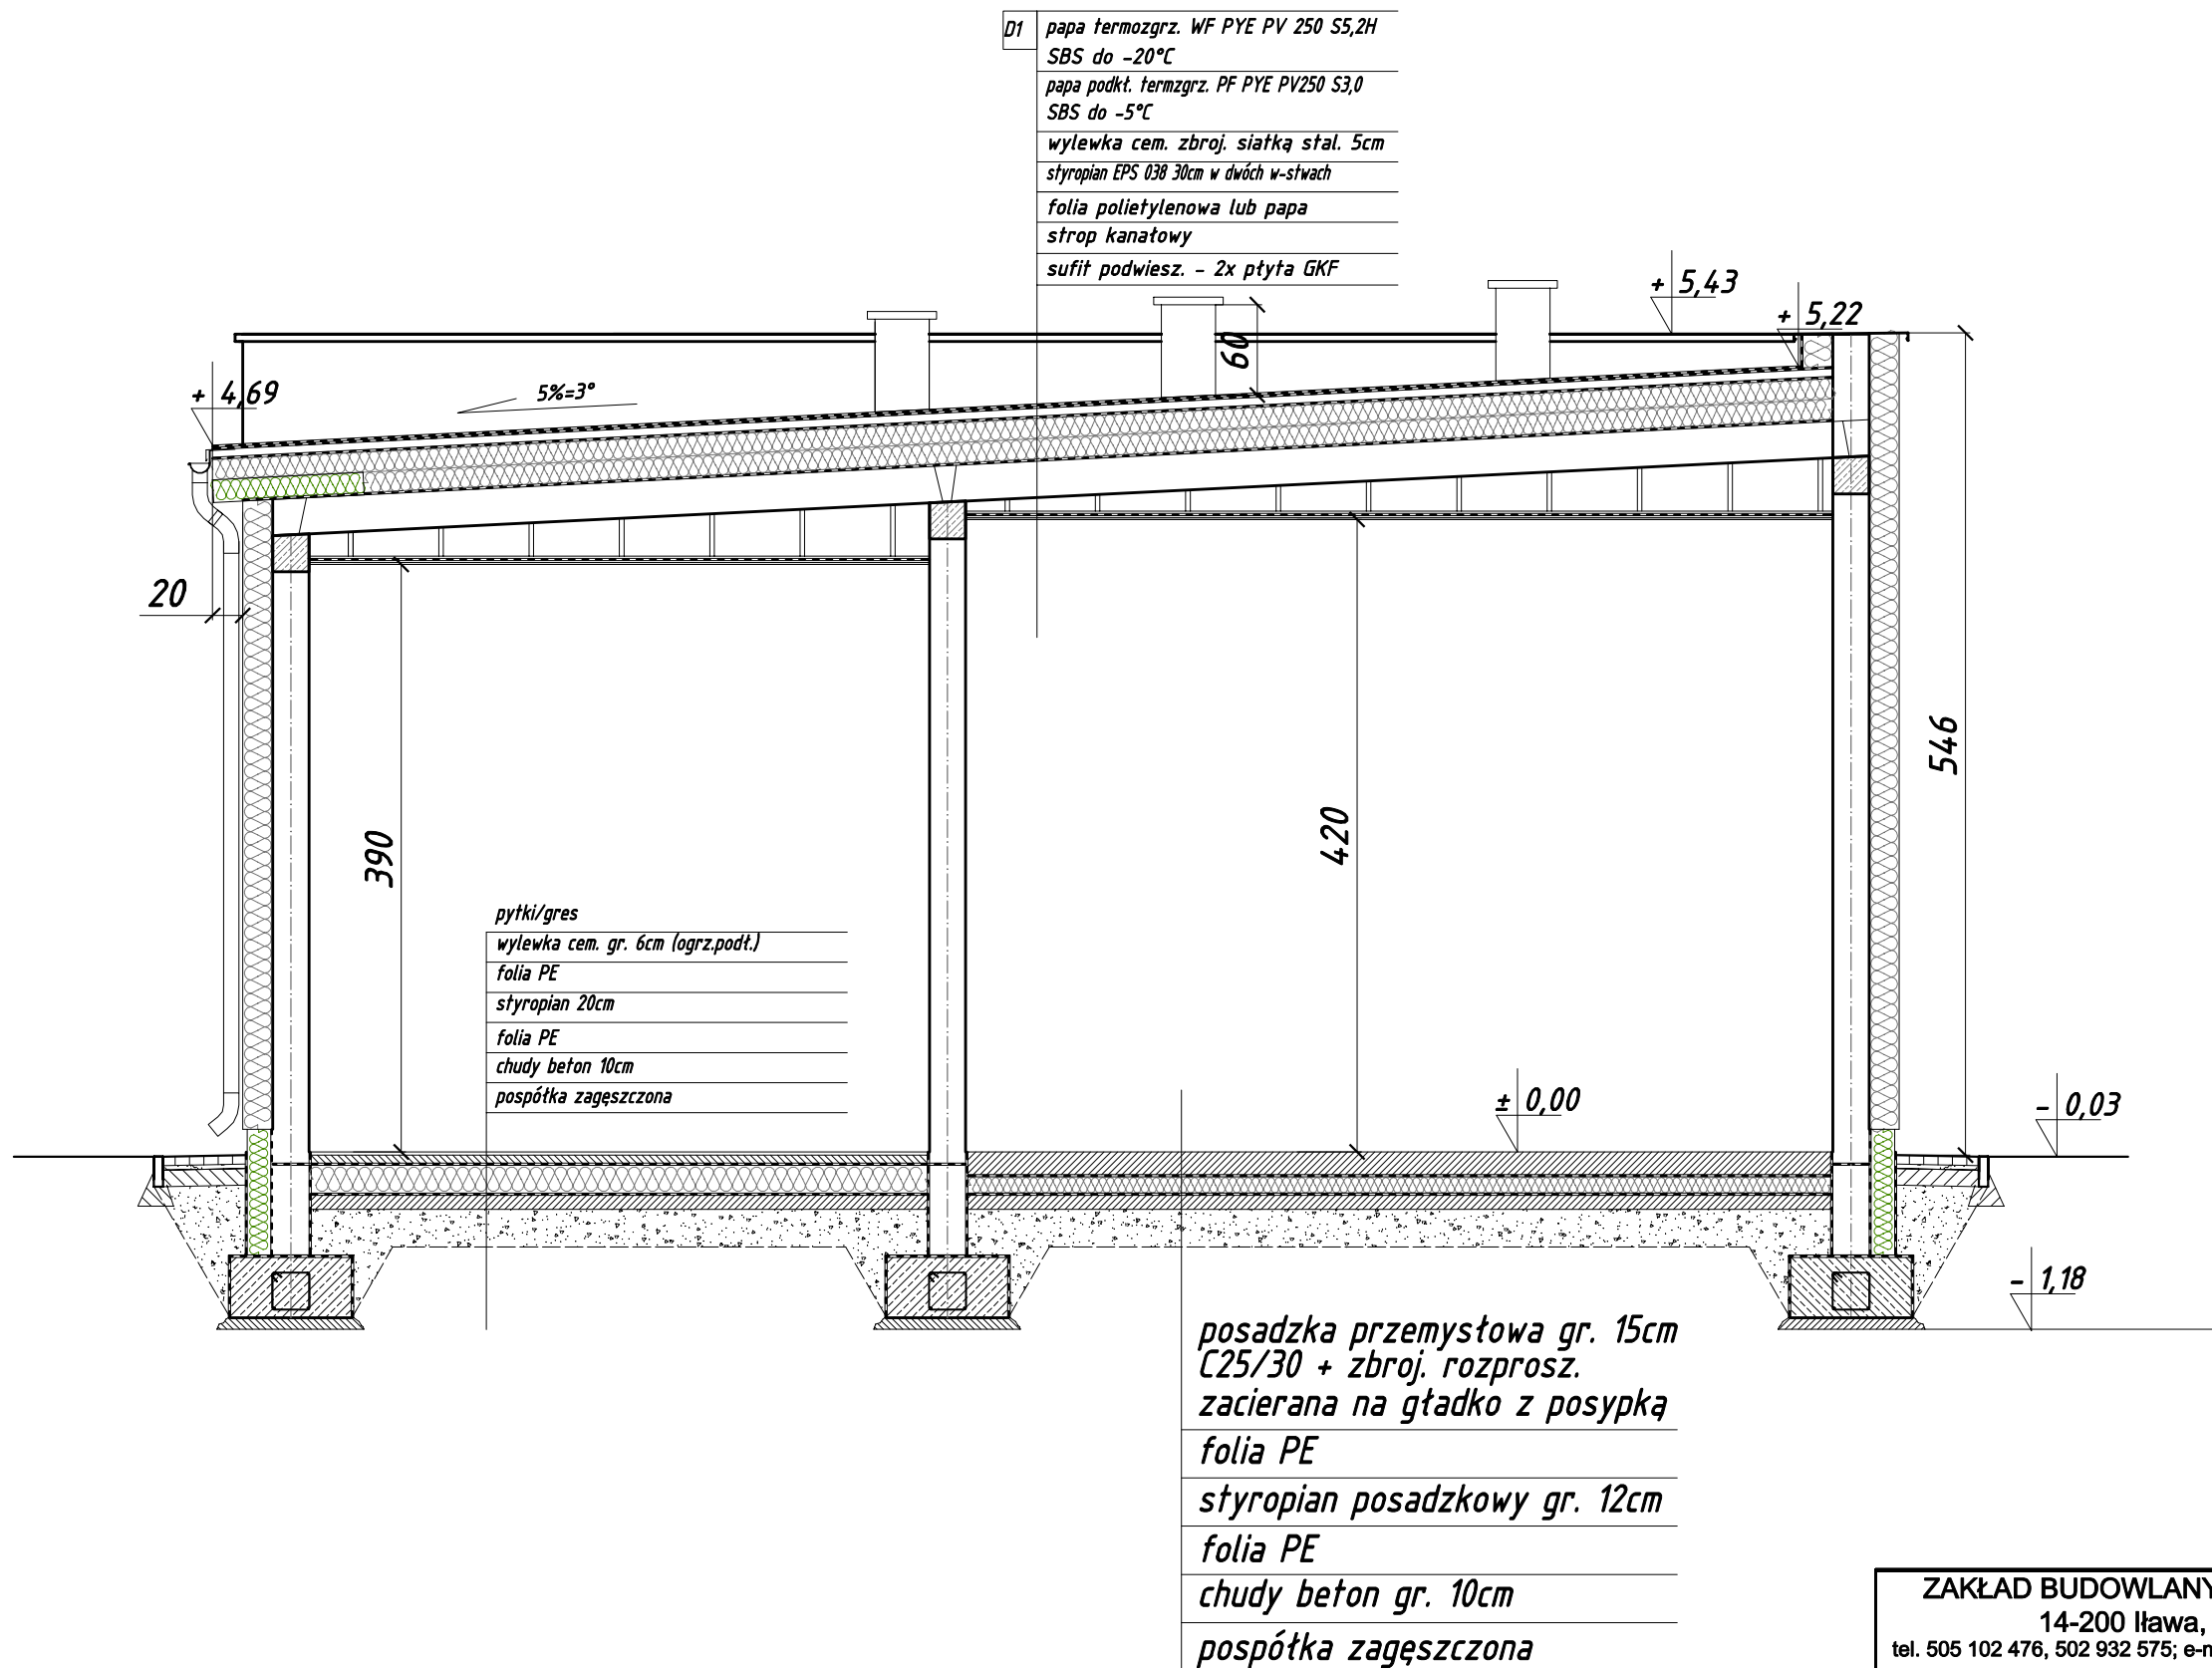 D1
papa termozgrz. WF PYE PV 250 S5,2H
SBS do -20°C
papa podkł. termzgrz. PF PYE PV250 S3,0
SBS do -5°C
wylewka cem. zbroj. siatką stal. 5cm
styropian EPS 038 30cm w dwóch w-stwach
folia polietylenowa lub papa
strop kanałowy
sufit podwiesz. - 2x płyta GKF
+ 5,43
+ 5,22
60
+ 4,69
5%=3°
20
390
420
546
pytki/gres
wylewka cem. gr. 6cm (ogrz.podł.)
folia PE
styropian 20cm
folia PE
chudy beton 10cm
pospółka zagęszczona
± 0,00
- 0,03
- 1,18
posadzka przemysłowa gr. 15cm
C25/30 + zbroj. rozprosz.
zacierana na gładko z posypką
folia PE
styropian posadzkowy gr. 12cm
folia PE
chudy beton gr. 10cm
pospółka zagęszczona
ZAKŁAD BUDOWLANY
14-200 Iława,
tel. 505 102 476, 502 932 575;